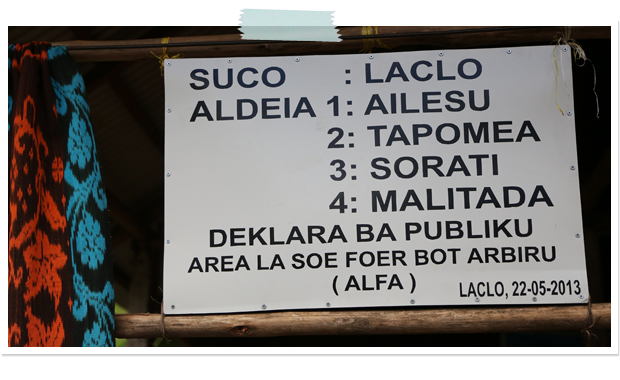 SUCO : LACLO
ALDEIA 1: AILESU
2: TAPOMEA
3: SORATI
4: MALITADA
DEKLARA BA PUBLIKU
AREA LA SOE FOER BOT ARBIRU
( ALFA )
LACLO, 22-05-2013